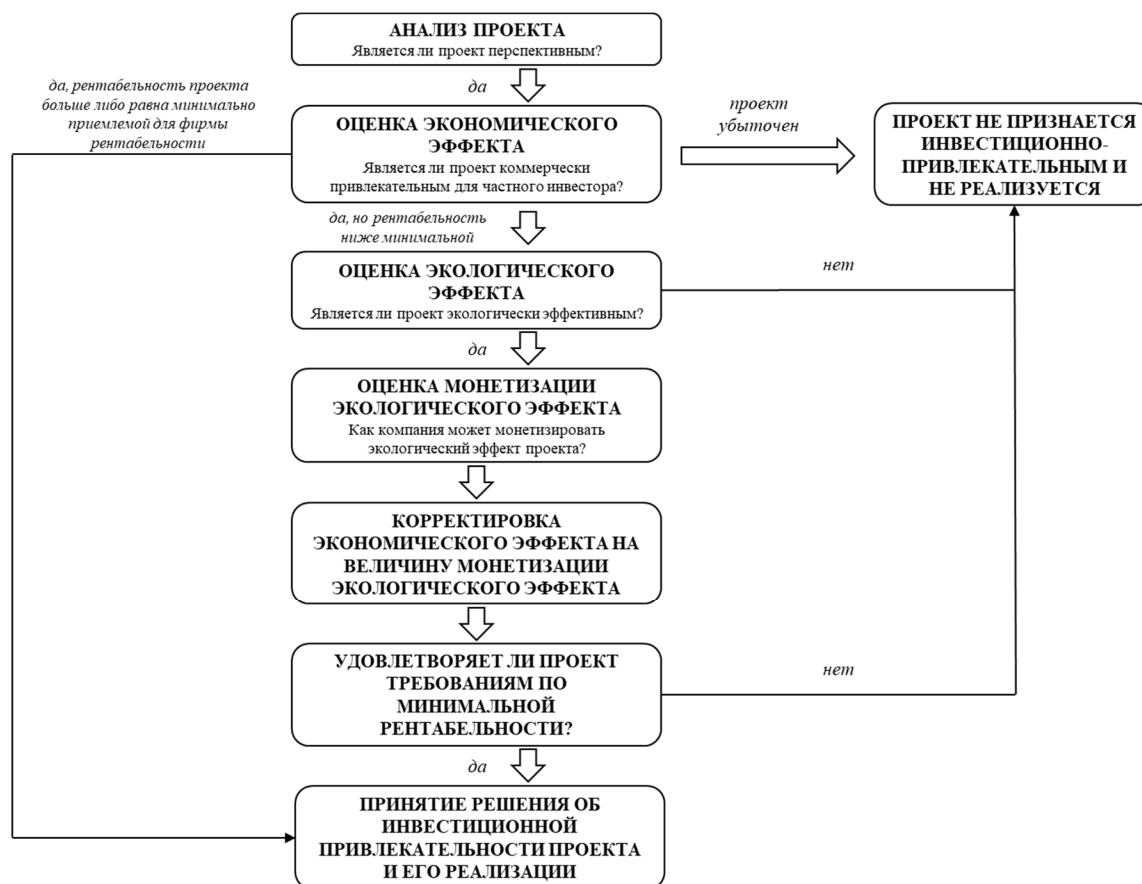 АНАЛИЗ ПРОЕКТА
Является ли проект перспективным?
да
да, рентабельность проекта
больше либо равна минимально
приемлемой для фирмы
рентабельности
ОЦЕНКА ЭКОНОМИЧЕСКОГО
ЭФФЕКТА
Является ли проект коммерчески
привлекательным для частного инвестора?
проект
убыточен
ПРОЕКТ НЕ ПРИЗНАЕТСЯ
ИНВЕСТИЦИОННО-
ПРИВЛЕКАТЕЛЬНЫМ И
НЕ РЕАЛИЗУЕТСЯ
да, но рентабельность
ниже минимальной
ОЦЕНКА ЭКОЛОГИЧЕСКОГО
ЭФФЕКТА
Является ли проект экологически эффективным?
нет
да
ОЦЕНКА МОНЕТИЗАЦИИ
ЭКОЛОГИЧЕСКОГО ЭФФЕКТА
Как компания может монетизировать
экологический эффект проекта?
КОРРЕКТИРОВКА
ЭКОНОМИЧЕСКОГО ЭФФЕКТА НА
ВЕЛИЧИНУ МОНЕТИЗАЦИИ
ЭКОЛОГИЧЕСКОГО ЭФФЕКТА
УДОВЛЕТВОРЯЕТ ЛИ ПРОЕКТ
ТРЕБОВАНИЯМ ПО
МИНИМАЛЬНОЙ
РЕНТАБЕЛЬНОСТИ?
нет
да
ПРИНЯТИЕ РЕШЕНИЯ ОБ
ИНВЕСТИЦИОННОЙ
ПРИВЛЕКАТЕЛЬНОСТИ ПРОЕКТА
И ЕГО РЕАЛИЗАЦИИ